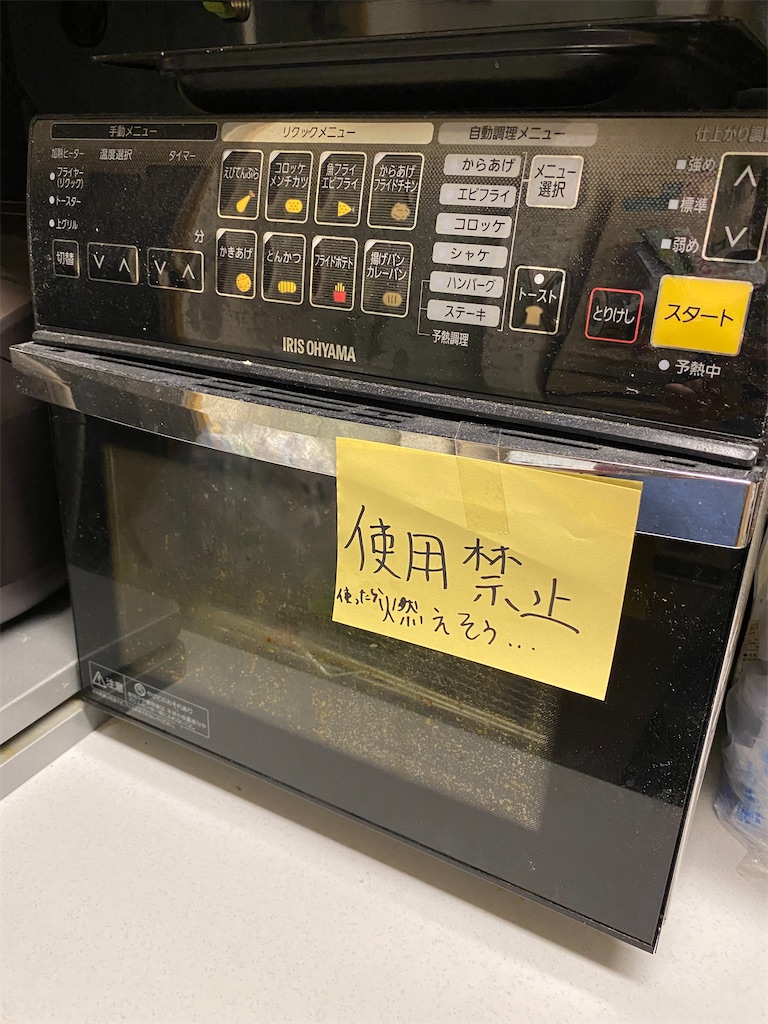 手動メニュー
リクックメニュー
自動調理メニュー
仕上がり調整
加熱ヒーター 温度選択 タイマー
フライヤー
(リクック)
トースター
上グリル
分
切替
えびてんぷら
コロッケ
メンチカツ
魚フライ
エビフライ
からあげ
フライドチキン
かきあげ
とんかつ
フライドポテト
揚げパン
カレーパン
からあげ
エビフライ
コロッケ
シャケ
ハンバーグ
ステーキ
予熱調理
メニュー
選択
トースト
とりけし
強め
標準
弱め
スタート
予熱中
IRIS OHYAMA
使用禁止
使ったら燃えそう...
注意